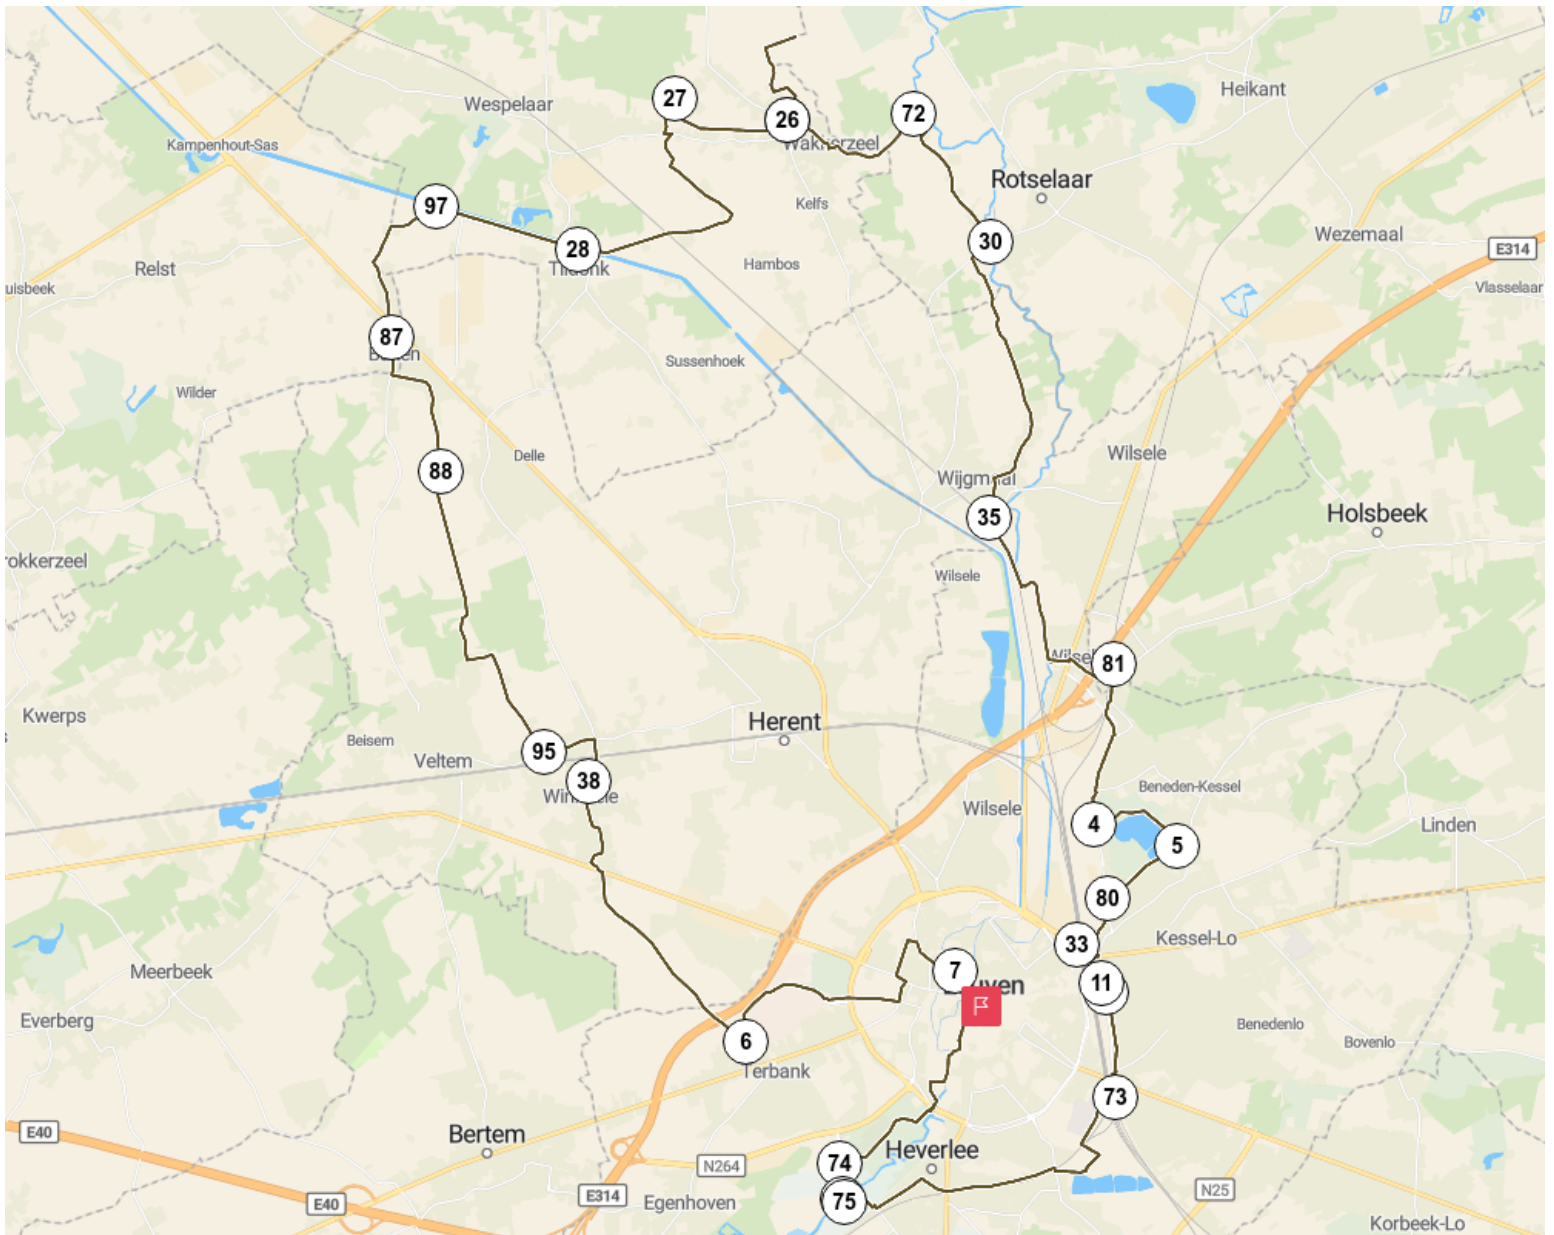 27
Wespelaar
26
72
Heikant
Kampenhout-Sas
Rotselaar
97
Kelfs
30
Wezemaal
E314
28
Hambos
Relst
uisbeek
Vlasselaar
87
Sussenhoek
Wilder
88
Delle
Wilsele
35
Holsbeek
rokkerzeel
Wilsele
81
Kwerps
Herent
Beisem
95
Veltem
38
Beneden-Kessel
Wilsele
4
5
Linden
80
33
Kessel-Lo
7
Meerbeek
11
Everberg
Benedenlo
6
Bovenlo
Terbank
73
E40
Bertem
Heverlee
74
N264
75
E40
E314
Egenhoven
N25
Korbeek-Lo